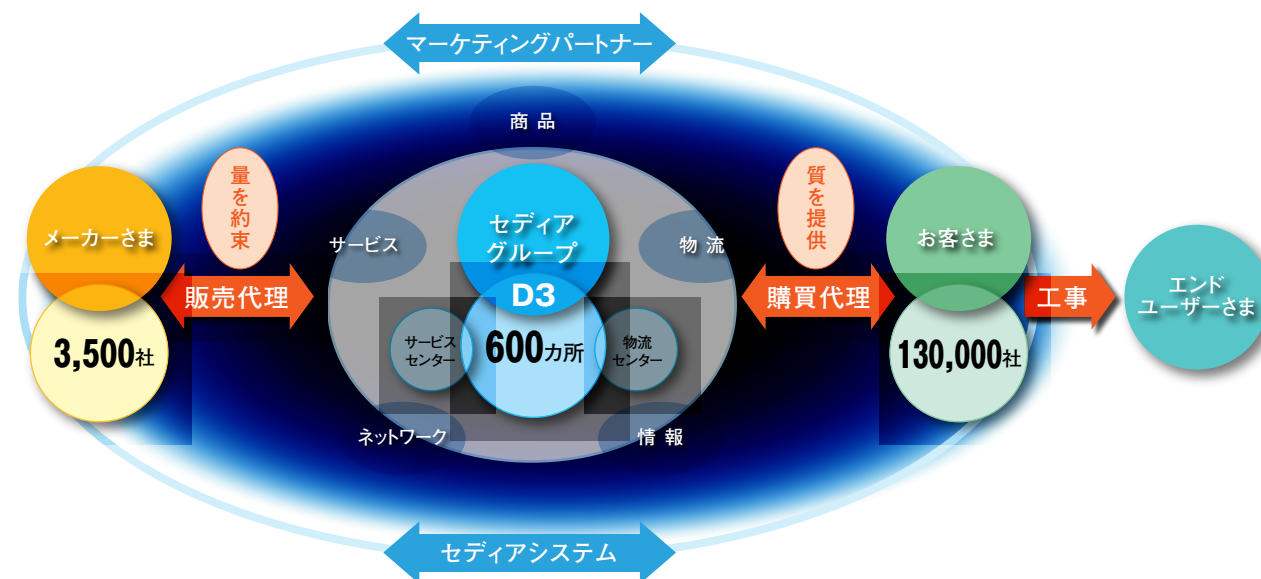 マーケティングパートナー
商品
量を約束
質を提供
メーカーさま
サービス
セディア
グループ
物流
お客さま
販売代理
D3
購買代理
工事
エンド
ユーザーさま
3,500社
サービス
センター
600カ所
物流
センター
130,000社
ネットワーク
情報
セディアシステム